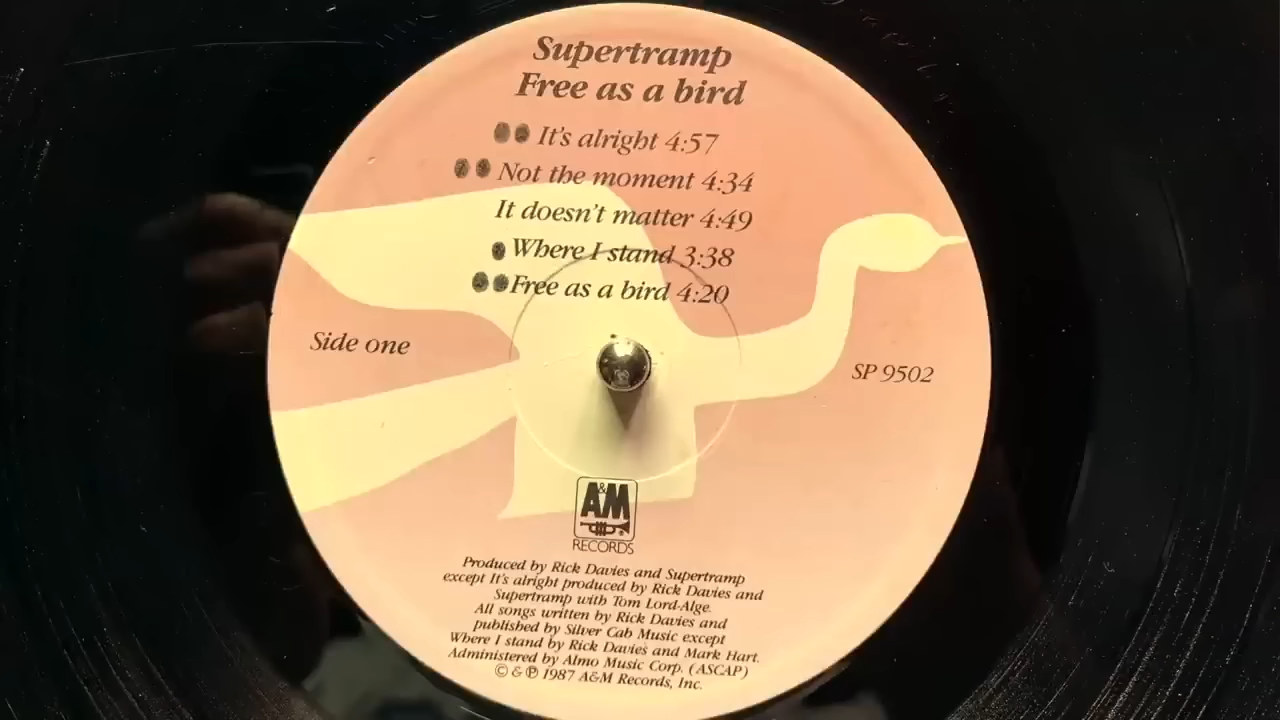 Supertramp
Free as a bird
It's alright 4:57
Not the moment 4:34
It doesn't matter 4:49
Where I stand 3:38
Free as a bird 4:20
Side one
SP 9502
A&M
RECORDS
Produced by Rick Davies and Supertramp
except It's alright produced by Rick Davies and
Supertramp with Tom Lord-Alge.
All songs written by Rick Davies and
published by Silver Cab Music except
Where I stand by Rick Davies and Mark Hart.
Administered by Almo Music Corp. (ASCAP)
© & ℗ 1987 A&M Records, Inc.